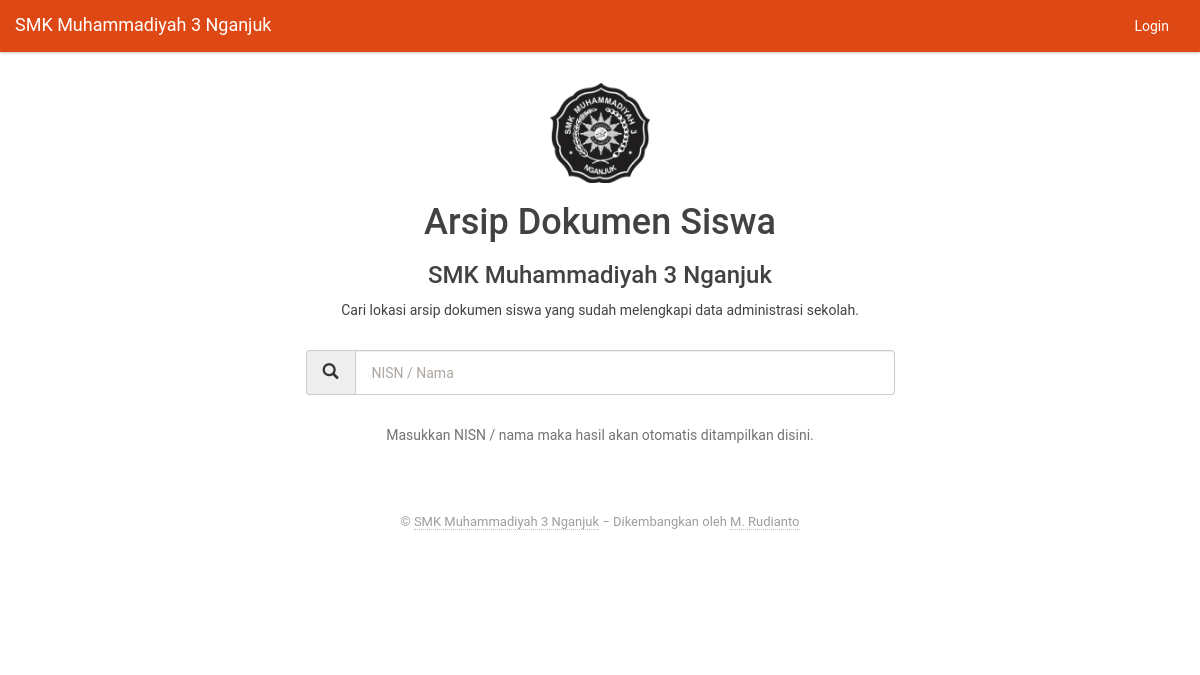 SMK Muhammadiyah 3 Nganjuk
Login
SMK MUHAMMADIYAH 3
NGANJUK
Arsip Dokumen Siswa
SMK Muhammadiyah 3 Nganjuk
Cari lokasi arsip dokumen siswa yang sudah melengkapi data administrasi sekolah.
NISN / Nama
Masukkan NISN / nama maka hasil akan otomatis ditampilkan disini.
© SMK Muhammadiyah 3 Nganjuk – Dikembangkan oleh M. Rudianto